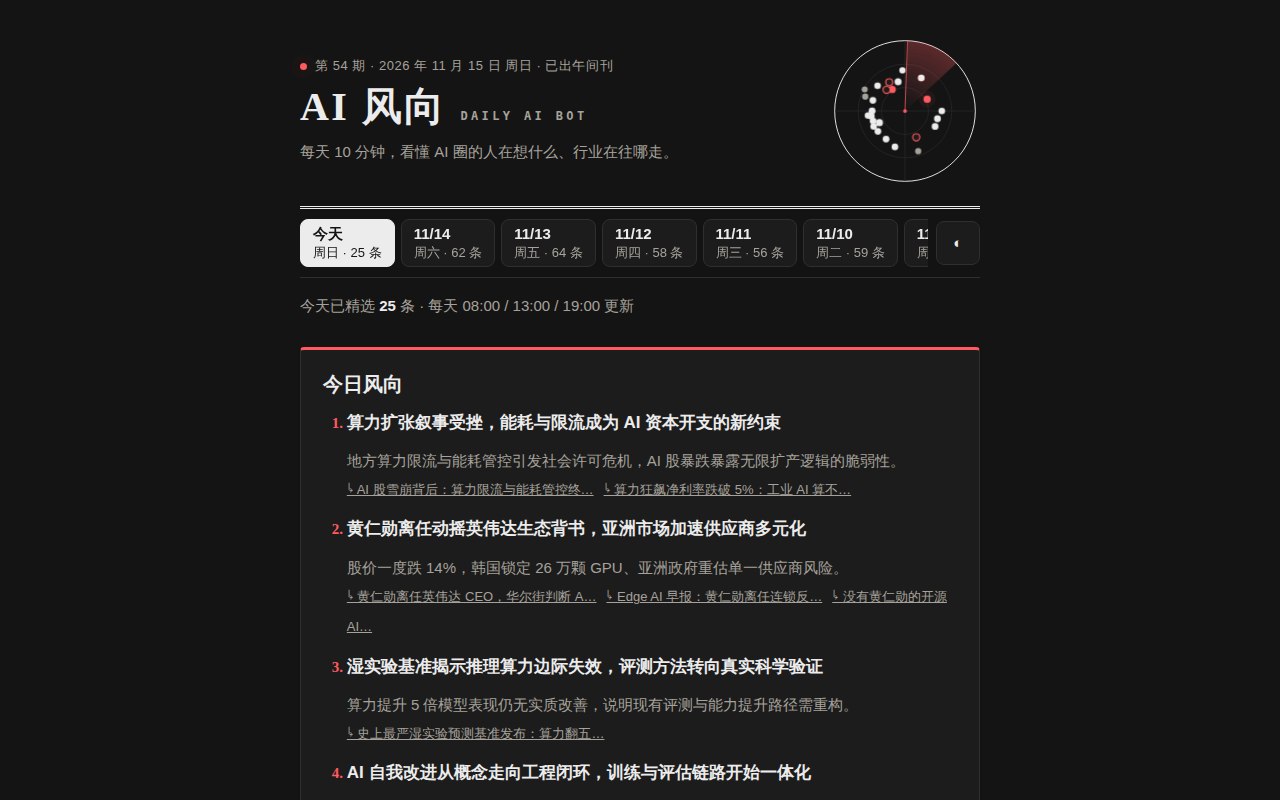 第 54 期 · 2026 年 11 月 15 日 周日 · 已出午间刊
AI 风向 DAILY AI BOT
每天 10 分钟，看懂 AI 圈的人在想什么、行业在往哪走。
今天 11/14 11/13 11/12 11/11 11/10 11
周日 · 25 条 周六 · 62 条 周五 · 64 条 周四 · 58 条 周三 · 56 条 周二 · 59 条 周
今天已精选 25 条 · 每天 08:00 / 13:00 / 19:00 更新
今日风向
1. 算力扩张叙事受挫，能耗与限流成为 AI 资本开支的新约束
地方算力限流与能耗管控引发社会许可危机，AI 股暴跌暴露无限扩产逻辑的脆弱性。
↳ AI 股雪崩背后：算力限流与能耗管控终… ↳ 算力狂飙净利率跌破 5%：工业 AI 算不…
2. 黄仁勋离任动摇英伟达生态背书，亚洲市场加速供应商多元化
股价一度跌 14%，韩国锁定 26 万颗 GPU、亚洲政府重估单一供应商风险。
↳ 黄仁勋离任英伟达 CEO，华尔街判断 A… ↳ Edge AI 早报：黄仁勋离任连锁反… ↳ 没有黄仁勋的开源
AI…
3. 湿实验基准揭示推理算力边际失效，评测方法转向真实科学验证
算力提升 5 倍模型表现仍无实质改善，说明现有评测与能力提升路径需重构。
↳ 史上最严湿实验预测基准发布：算力翻五…
4. AI 自我改进从概念走向工程闭环，训练与评估链路开始一体化